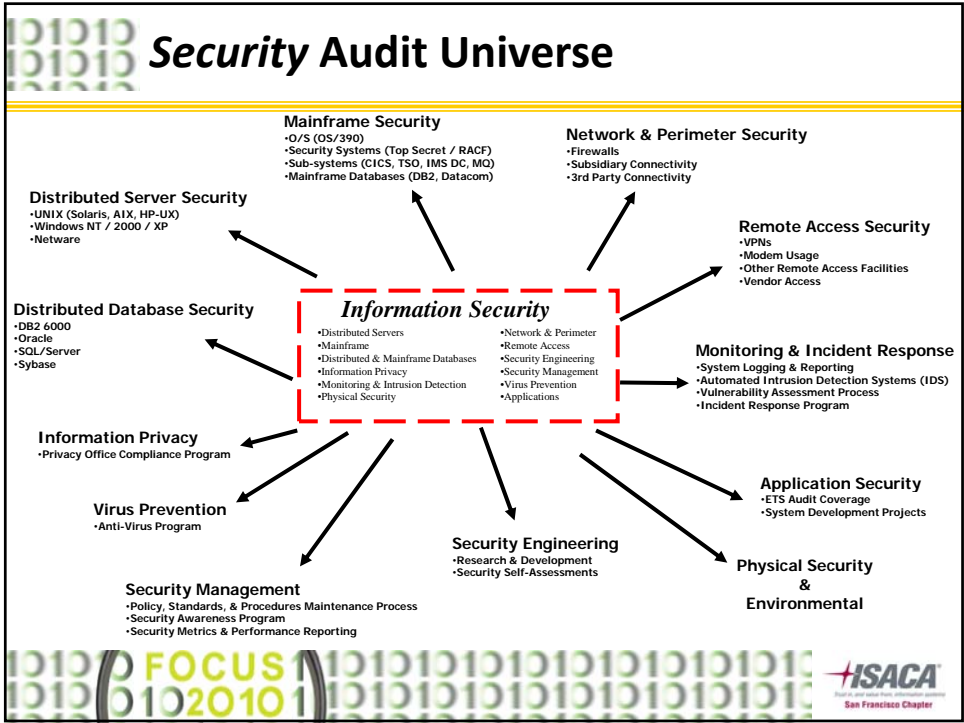 Security Audit Universe
Mainframe Security
•O/S (OS/390)
•Security Systems (Top Secret / RACF)
•Sub-systems (CICS, TSO, IMS DC, MQ)
•Mainframe Databases (DB2, Datacom)
Network & Perimeter Security
•Firewalls
•Subsidiary Connectivity
•3rd Party Connectivity
Distributed Server Security
•UNIX (Solaris, AIX, HP-UX)
•Windows NT / 2000 / XP
•Netware
Remote Access Security
•VPNs
•Modem Usage
•Other Remote Access Facilities
•Vendor Access
Distributed Database Security
•DB2 6000
•Oracle
•SQL/Server
•Sybase
Information Security
•Distributed Servers
•Mainframe
•Distributed & Mainframe Databases
•Information Privacy
•Monitoring & Intrusion Detection
•Physical Security
•Network & Perimeter
•Remote Access
•Security Engineering
•Security Management
•Virus Prevention
•Applications
Monitoring & Incident Response
•System Logging & Reporting
•Automated Intrusion Detection Systems (IDS)
•Vulnerability Assessment Process
•Incident Response Program
Information Privacy
•Privacy Office Compliance Program
Virus Prevention
•Anti-Virus Program
Application Security
•ETS Audit Coverage
•System Development Projects
Security Engineering
•Research & Development
•Security Self-Assessments
Physical Security
&
Environmental
Security Management
•Policy, Standards, & Procedures Maintenance Process
•Security Awareness Program
•Security Metrics & Performance Reporting
FOCUS
2010
ISACA
Trust in, and value from, information systems
San Francisco Chapter